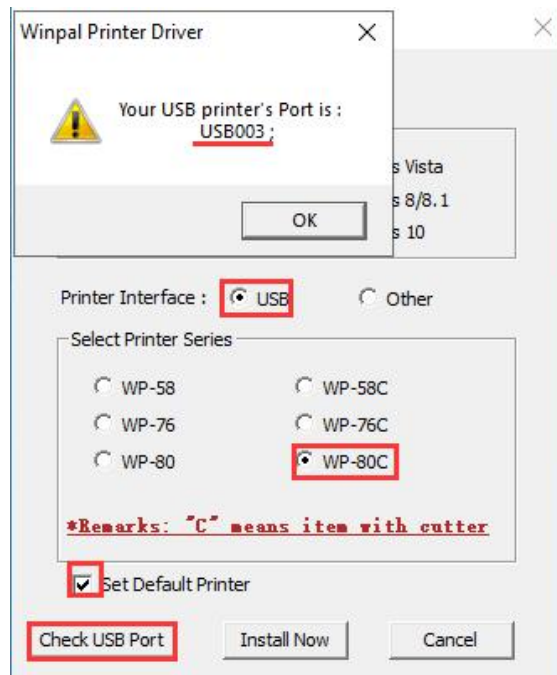 Winpal Printer Driver
Your USB printer's Port is :
USB003 ;
OK
s Vista
s 8/8.1
s 10
Printer Interface : USB Other
Select Printer Series
WP-58 WP-58C
WP-76 WP-76C
WP-80 WP-80C
*Remarks: "C" means item with cutter
Set Default Printer
Check USB Port Install Now Cancel